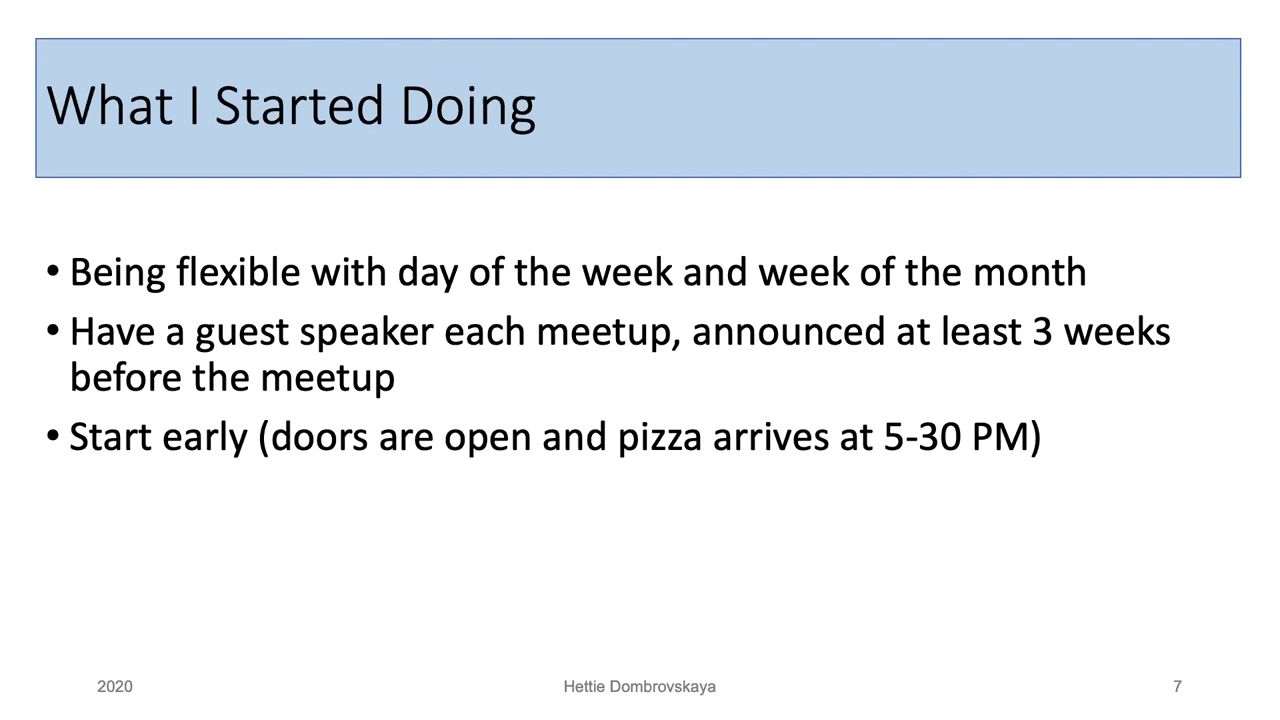 What I Started Doing
• Being flexible with day of the week and week of the month
• Have a guest speaker each meetup, announced at least 3 weeks
before the meetup
• Start early (doors are open and pizza arrives at 5-30 PM)
2020
Hettie Dombrovskaya
7